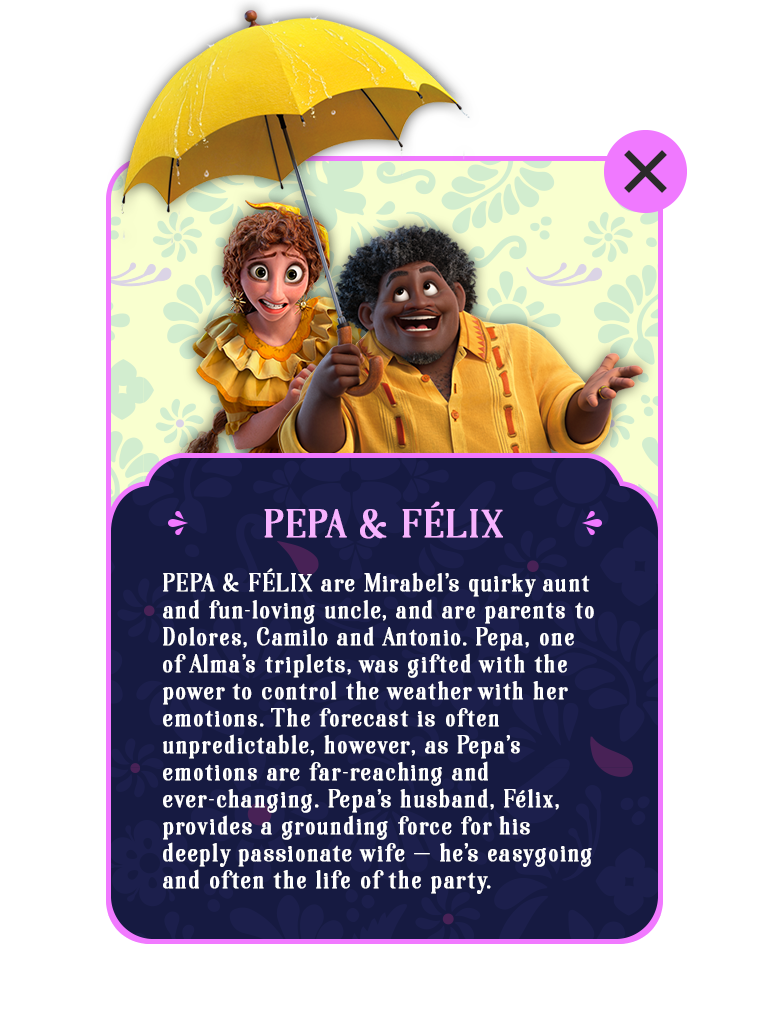 PEPA & FÉLIX
PEPA & FÉLIX are Mirabel's quirky aunt
and fun-loving uncle, and are parents to
Dolores, Camilo and Antonio. Pepa, one
of Alma's triplets, was gifted with the
power to control the weather with her
emotions. The forecast is often
unpredictable, however, as Pepa's
emotions are far-reaching and
ever-changing. Pepa's husband, Félix,
provides a grounding force for his
deeply passionate wife — he's easygoing
and often the life of the party.